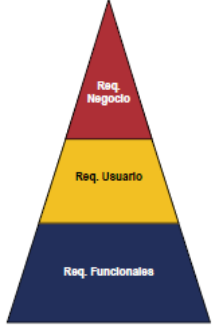 Req.
Negocio
Req. Usuario
Req. Funcionales